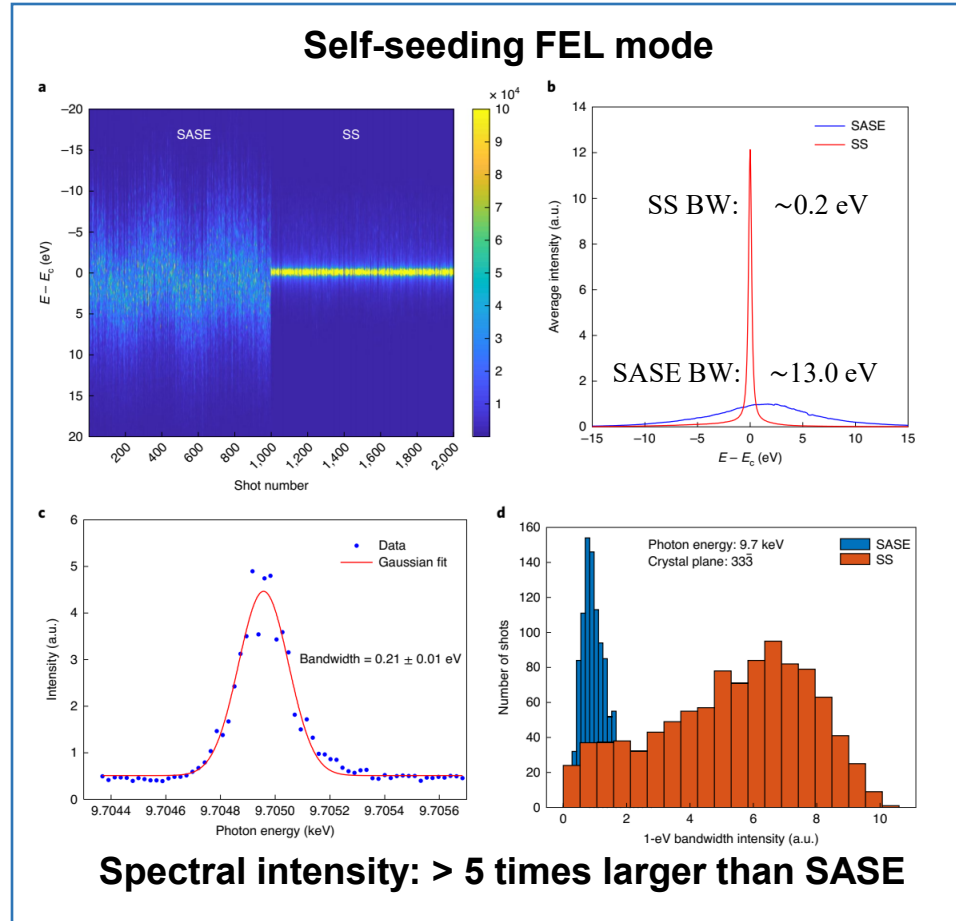 Self-seeding FEL mode
a
× 10⁴
−20
−15
−10
−5
0
5
10
15
20
E – E꜀ (eV)
SASE
SS
10
9
8
7
6
5
4
3
2
1
200
400
600
800
1,000
1,200
1,400
1,600
1,800
2,000
Shot number
b
14
12
10
8
6
4
2
0
Average intensity (a.u.)
SASE
SS
SS BW: ~0.2 eV
SASE BW: ~13.0 eV
−15
−10
−5
0
5
10
15
E – E꜀ (eV)
c
6
5
4
3
2
1
0
Intensity (a.u.)
Data
Gaussian fit
Bandwidth = 0.21 ± 0.01 eV
9.7044
9.7046
9.7048
9.7050
9.7052
9.7054
9.7056
Photon energy (keV)
d
160
140
120
100
80
60
40
20
0
Number of shots
Photon energy: 9.7 keV
Crystal plane: 333̄
SASE
SS
0
2
4
6
8
10
1-eV bandwidth intensity (a.u.)
Spectral intensity: > 5 times larger than SASE